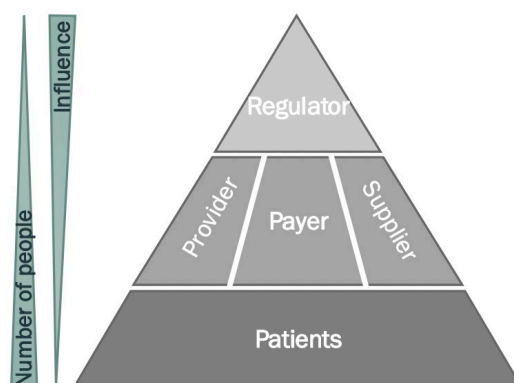 Influence
Number of people
Regulator
Provider
Payer
Supplier
Patients